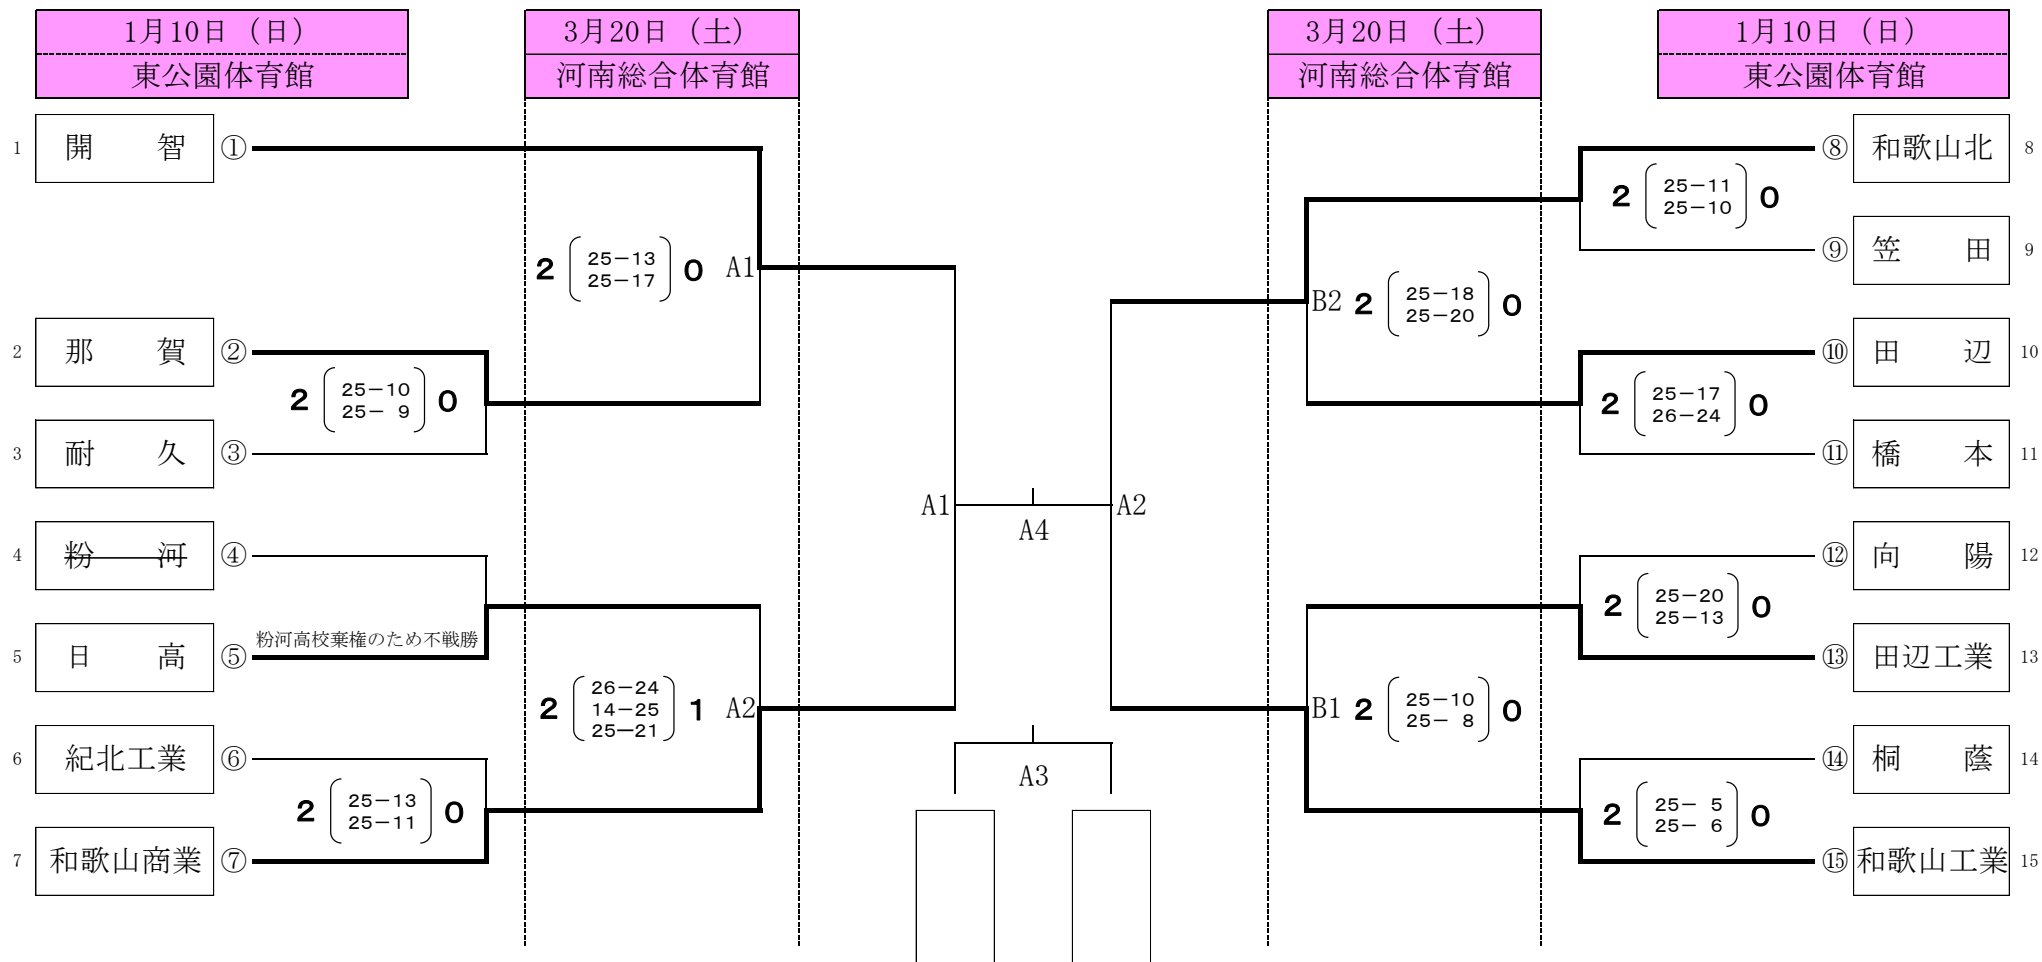 1月10日（日）
東公園体育館
3月20日（土）
河南総合体育館
3月20日（土）
河南総合体育館
1月10日（日）
東公園体育館
1 開 智 ①
2 那 賀 ②
2 25－10 0
25－ 9
3 耐 久 ③
4 粉 河 ④
粉河高校棄権のため不戦勝
5 日 高 ⑤
6 紀北工業 ⑥
2 25－13 0
25－11
7 和歌山商業 ⑦
2 25－13 0 A1
25－17
26－24
2 14－25 1 A2
25－21
A1
A4
A2
A3
B2 2 25－18 0
25－20
B1 2 25－10 0
25－ 8
⑧ 和歌山北 8
2 25－11 0
25－10
⑨ 笠 田 9
⑩ 田 辺 10
2 25－17 0
26－24
⑪ 橋 本 11
⑫ 向 陽 12
2 25－20 0
25－13
⑬ 田辺工業 13
⑭ 桐 蔭 14
2 25－ 5 0
25－ 6
⑮ 和歌山工業 15